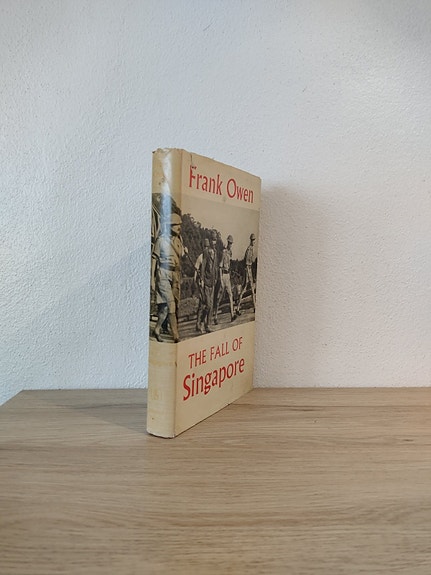 Frank Owen
THE FALL OF
Singapore